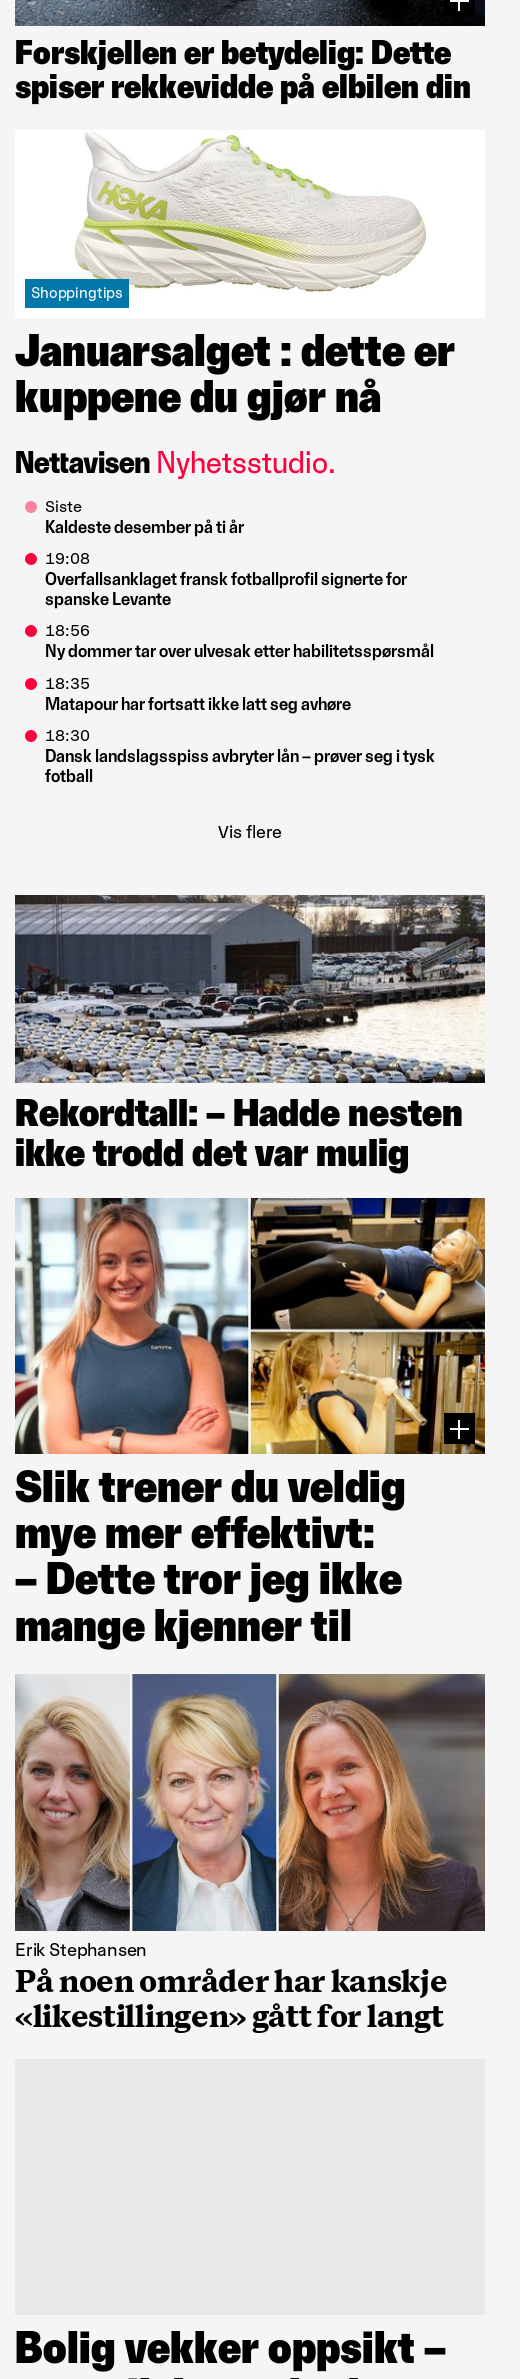 Forskjellen er betydelig: Dette
spiser rekkevidde på elbilen din
HOKA
Shoppingtips
Januarsalget : dette er
kuppene du gjør nå
Nettavisen Nyhetsstudio.
Siste
Kaldeste desember på ti år
19:08
Overfallsanklaget fransk fotballprofil signerte for
spanske Levante
18:56
Ny dommer tar over ulvesak etter habilitetsspørsmål
18:35
Matapour har fortsatt ikke latt seg avhøre
18:30
Dansk landslagsspiss avbryter lån – prøver seg i tysk
fotball
Vis flere
Rekordtall: – Hadde nesten
ikke trodd det var mulig
Slik trener du veldig
mye mer effektivt:
– Dette tror jeg ikke
mange kjenner til
Erik Stephansen
På noen områder har kanskje
«likestillingen» gått for langt
Bolig vekker oppsikt –